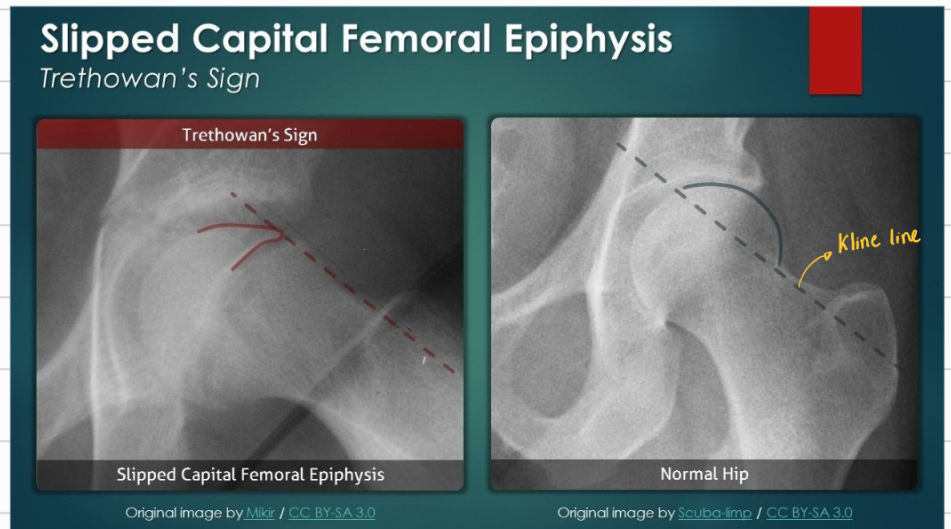 Slipped Capital Femoral Epiphysis
Trethowan's Sign
Trethowan's Sign
Kline line
Slipped Capital Femoral Epiphysis
Normal Hip
Original image by Mikir / CC BY-SA 3.0
Original image by Scuba-limp / CC BY-SA 3.0